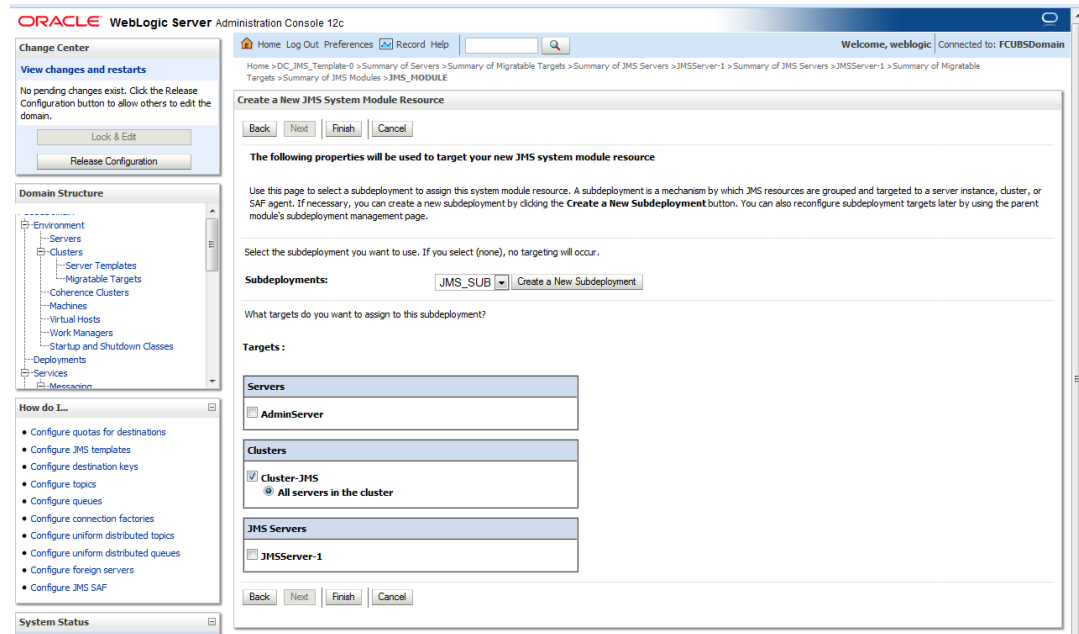 ORACLE WebLogic Server Administration Console 12c
Change Center
View changes and restarts
No pending changes exist. Click the Release
Configuration button to allow others to edit the
domain.
Lock & Edit
Release Configuration
Domain Structure
Environment
Servers
Clusters
Server Templates
Migratable Targets
Coherence Clusters
Machines
Virtual Hosts
Work Managers
Startup and Shutdown Classes
Deployments
Services
Messaging
How do I...
Configure quotas for destinations
Configure JMS templates
Configure destination keys
Configure topics
Configure queues
Configure connection factories
Configure uniform distributed topics
Configure uniform distributed queues
Configure foreign servers
Configure JMS SAF
System Status
Home Log Out Preferences Record Help
Welcome, weblogic Connected to: FCUBSDomain
Home >DC_JMS_Template-0 >Summary of Servers >Summary of Migratable Targets >Summary of JMS Servers >JMSServer-1 >Summary of JMS Servers >JMSServer-1 >Summary of Migratable
Targets >Summary of JMS Modules >JMS_MODULE
Create a New JMS System Module Resource
Back Next Finish Cancel
The following properties will be used to target your new JMS system module resource
Use this page to select a subdeployment to assign this system module resource. A subdeployment is a mechanism by which JMS resources are grouped and targeted to a server instance, cluster, or
SAF agent. If necessary, you can create a new subdeployment by clicking the Create a New Subdeployment button. You can also reconfigure subdeployment targets later by using the parent
module's subdeployment management page.
Select the subdeployment you want to use. If you select (none), no targeting will occur.
Subdeployments: JMS_SUB Create a New Subdeployment
What targets do you want to assign to this subdeployment?
Targets :
Servers
AdminServer
Clusters
Cluster-JMS
All servers in the cluster
JMS Servers
JMSServer-1
Back Next Finish Cancel